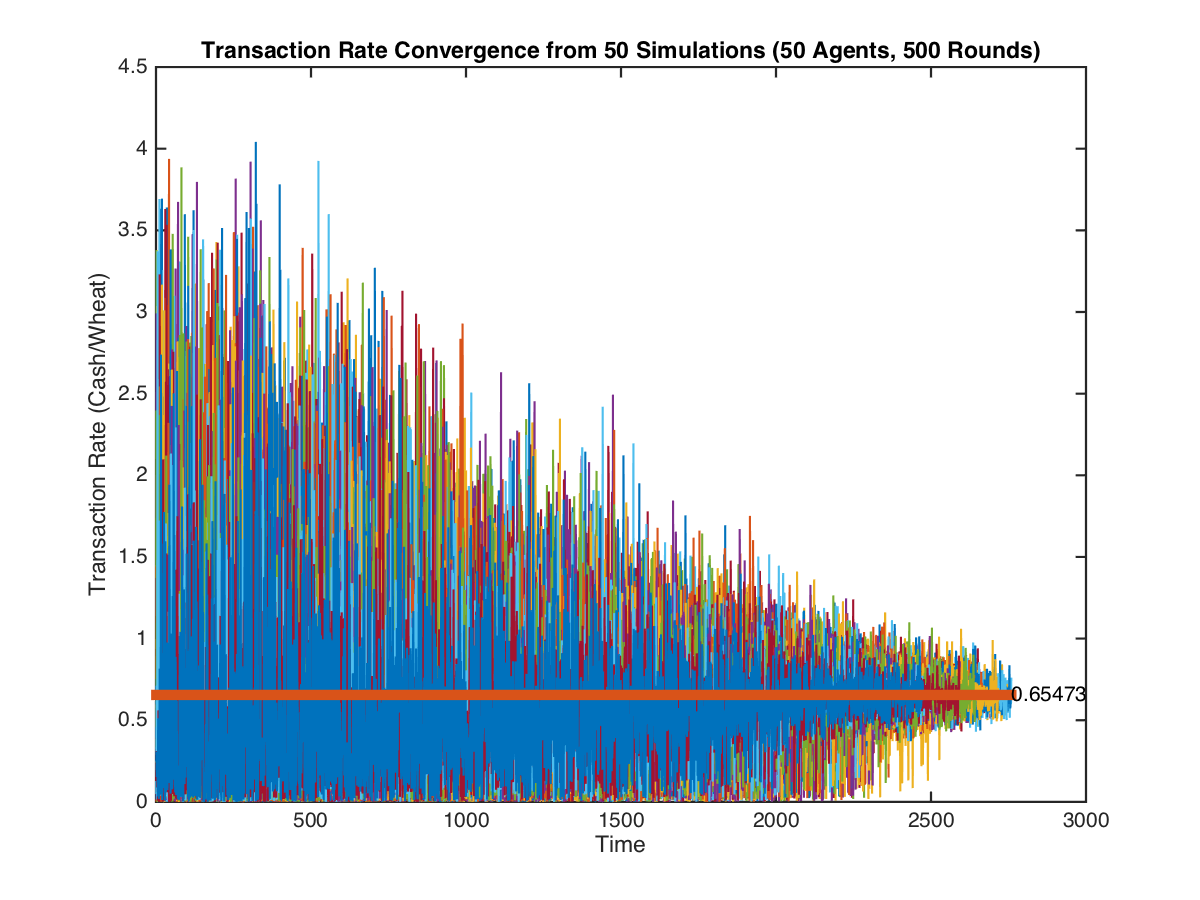 Transaction Rate Convergence from 50 Simulations (50 Agents, 500 Rounds)
4.5
4
3.5
3
2.5
2
1.5
1
0.5
0
Transaction Rate (Cash/Wheat)
0.65473
0 500 1000 1500 2000 2500 3000
Time